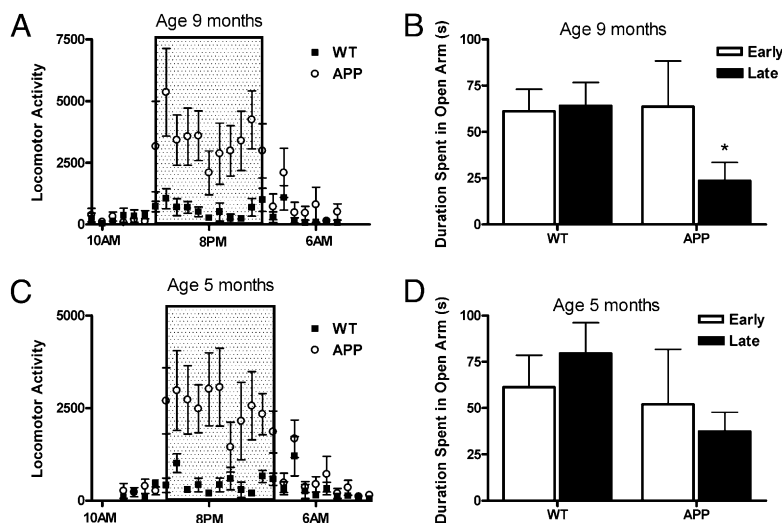 A
Age 9 months
Locomotor Activity
7500
5000
2500
0
WT
APP
10AM
8PM
6AM
B
Age 9 months
Duration Spent in Open Arm (s)
100
75
50
25
0
Early
Late
*
WT
APP
C
Age 5 months
Locomotor Activity
5000
2500
0
WT
APP
10AM
8PM
6AM
D
Age 5 months
Duration Spent in Open Arm (s)
100
75
50
25
0
Early
Late
WT
APP